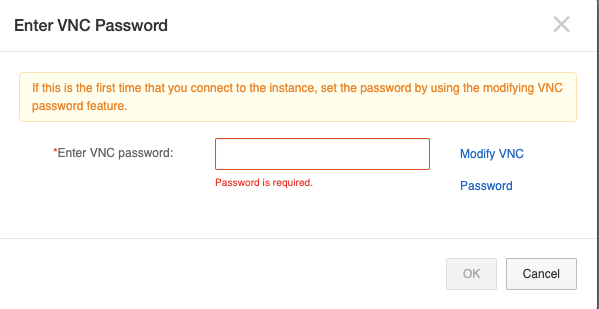 Enter VNC Password
If this is the first time that you connect to the instance, set the password by using the modifying VNC
password feature.
*Enter VNC password:
Modify VNC
Password
Password is required.
OK
Cancel